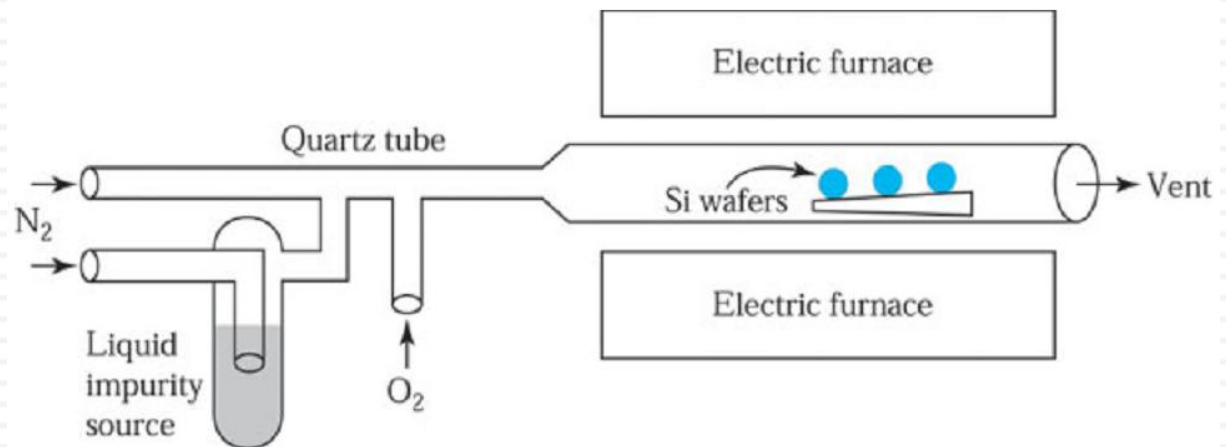 Electric furnace
Quartz tube
N₂
Si wafers
Vent
Liquid
impurity
source
O₂
Electric furnace